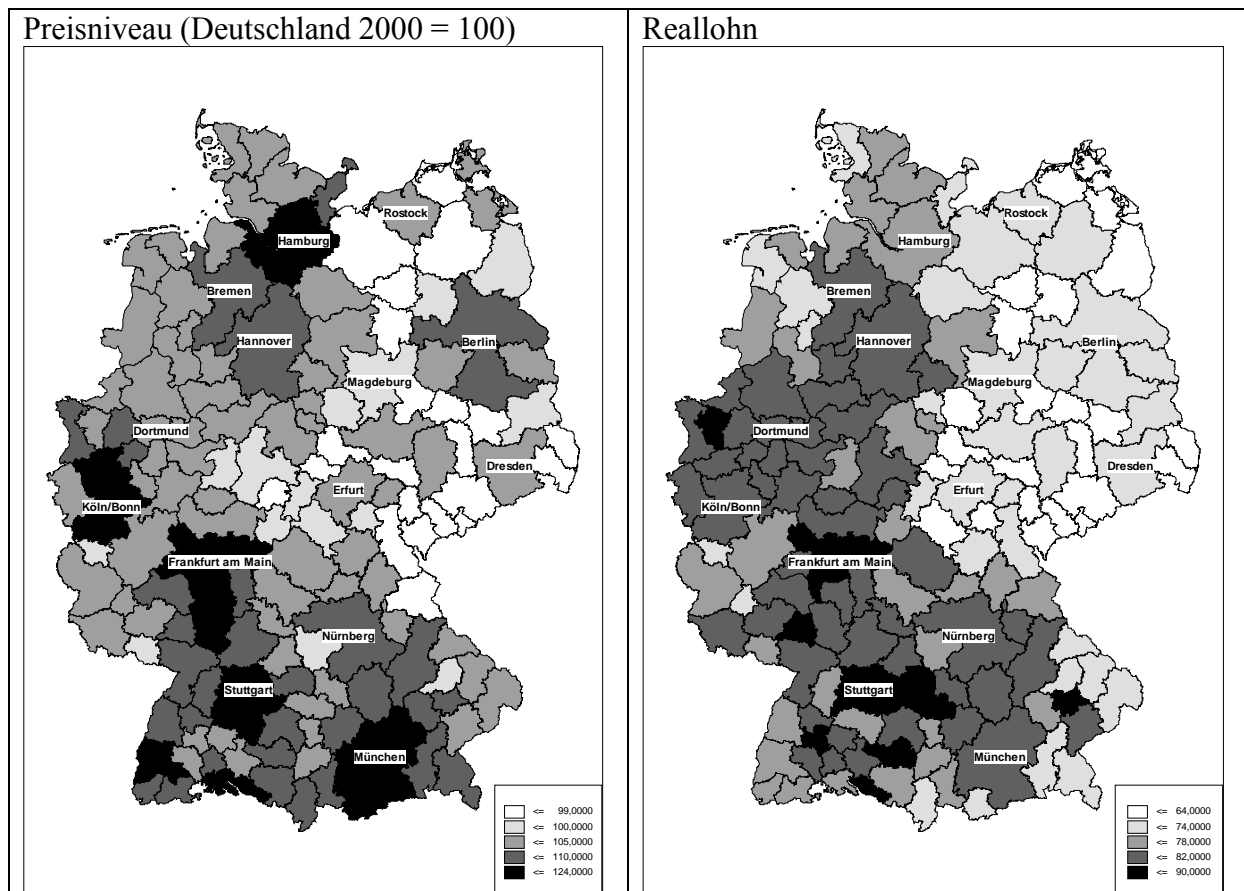 Preisniveau (Deutschland 2000 = 100)
Rostock
Hamburg
Bremen
Hannover
Berlin
Magdeburg
Dortmund
Dresden
Erfurt
Köln/Bonn
Frankfurt am Main
Nürnberg
Stuttgart
München
<= 99,0000
<= 100,0000
<= 105,0000
<= 110,0000
<= 124,0000
Reallohn
Rostock
Hamburg
Bremen
Hannover
Berlin
Magdeburg
Dortmund
Dresden
Erfurt
Köln/Bonn
Frankfurt am Main
Nürnberg
Stuttgart
München
<= 64,0000
<= 74,0000
<= 78,0000
<= 82,0000
<= 90,0000